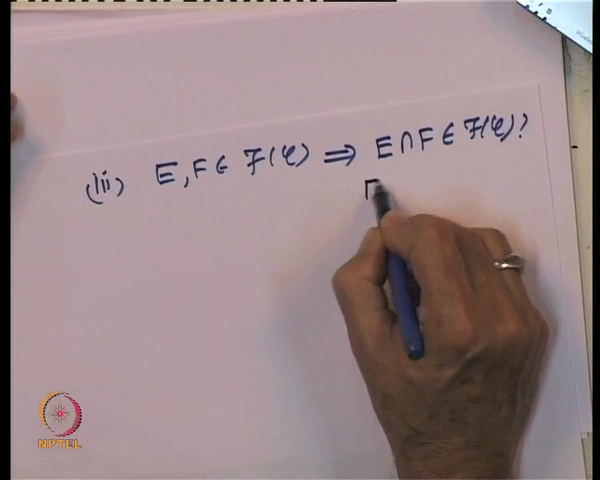 (iii) E, F ∈ 𝓕(𝒞) ⇒ E ∩ F ∈ 𝓕(𝒞)?
NPTEL